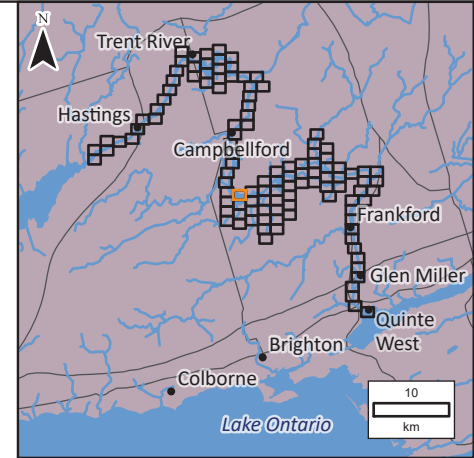 N
Trent River
Hastings
Campbellford
Frankford
Glen Miller
Quinte
West
Brighton
Colborne
Lake Ontario
10
km